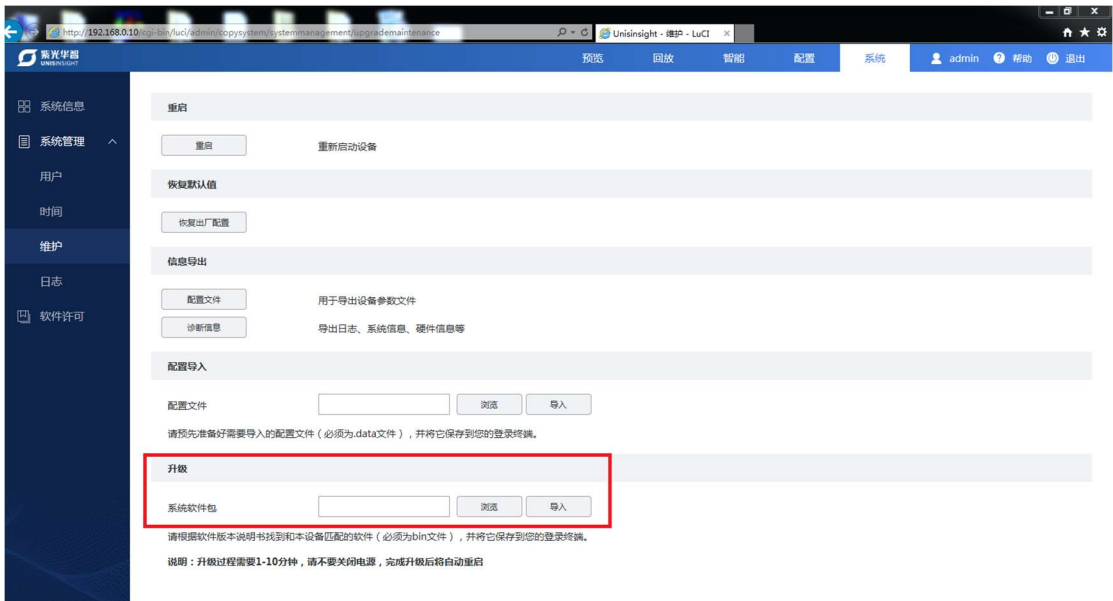 http://192.168.0.10/cgi-bin/luci/admin/copysystem/systemmanagement/upgrademaintenance
Unisinsight - 维护 - LuCI
紫光华智
UNISINSIGHT
预览 回放 智能 配置 系统 admin 帮助 退出
系统信息
系统管理
用户
时间
维护
日志
软件许可
重启
重启 重新启动设备
恢复默认值
恢复出厂配置
信息导出
配置文件 用于导出设备参数文件
诊断信息 导出日志、系统信息、硬件信息等
配置导入
配置文件 浏览 导入
请预先准备好需要导入的配置文件(必须为.data文件),并将它保存到您的登录终端。
升级
系统软件包 浏览 导入
请根据软件版本说明书找到和本设备匹配的软件(必须为bin文件),并将它保存到您的登录终端。
说明:升级过程需要1-10分钟,请不要关闭电源,完成升级后将自动重启